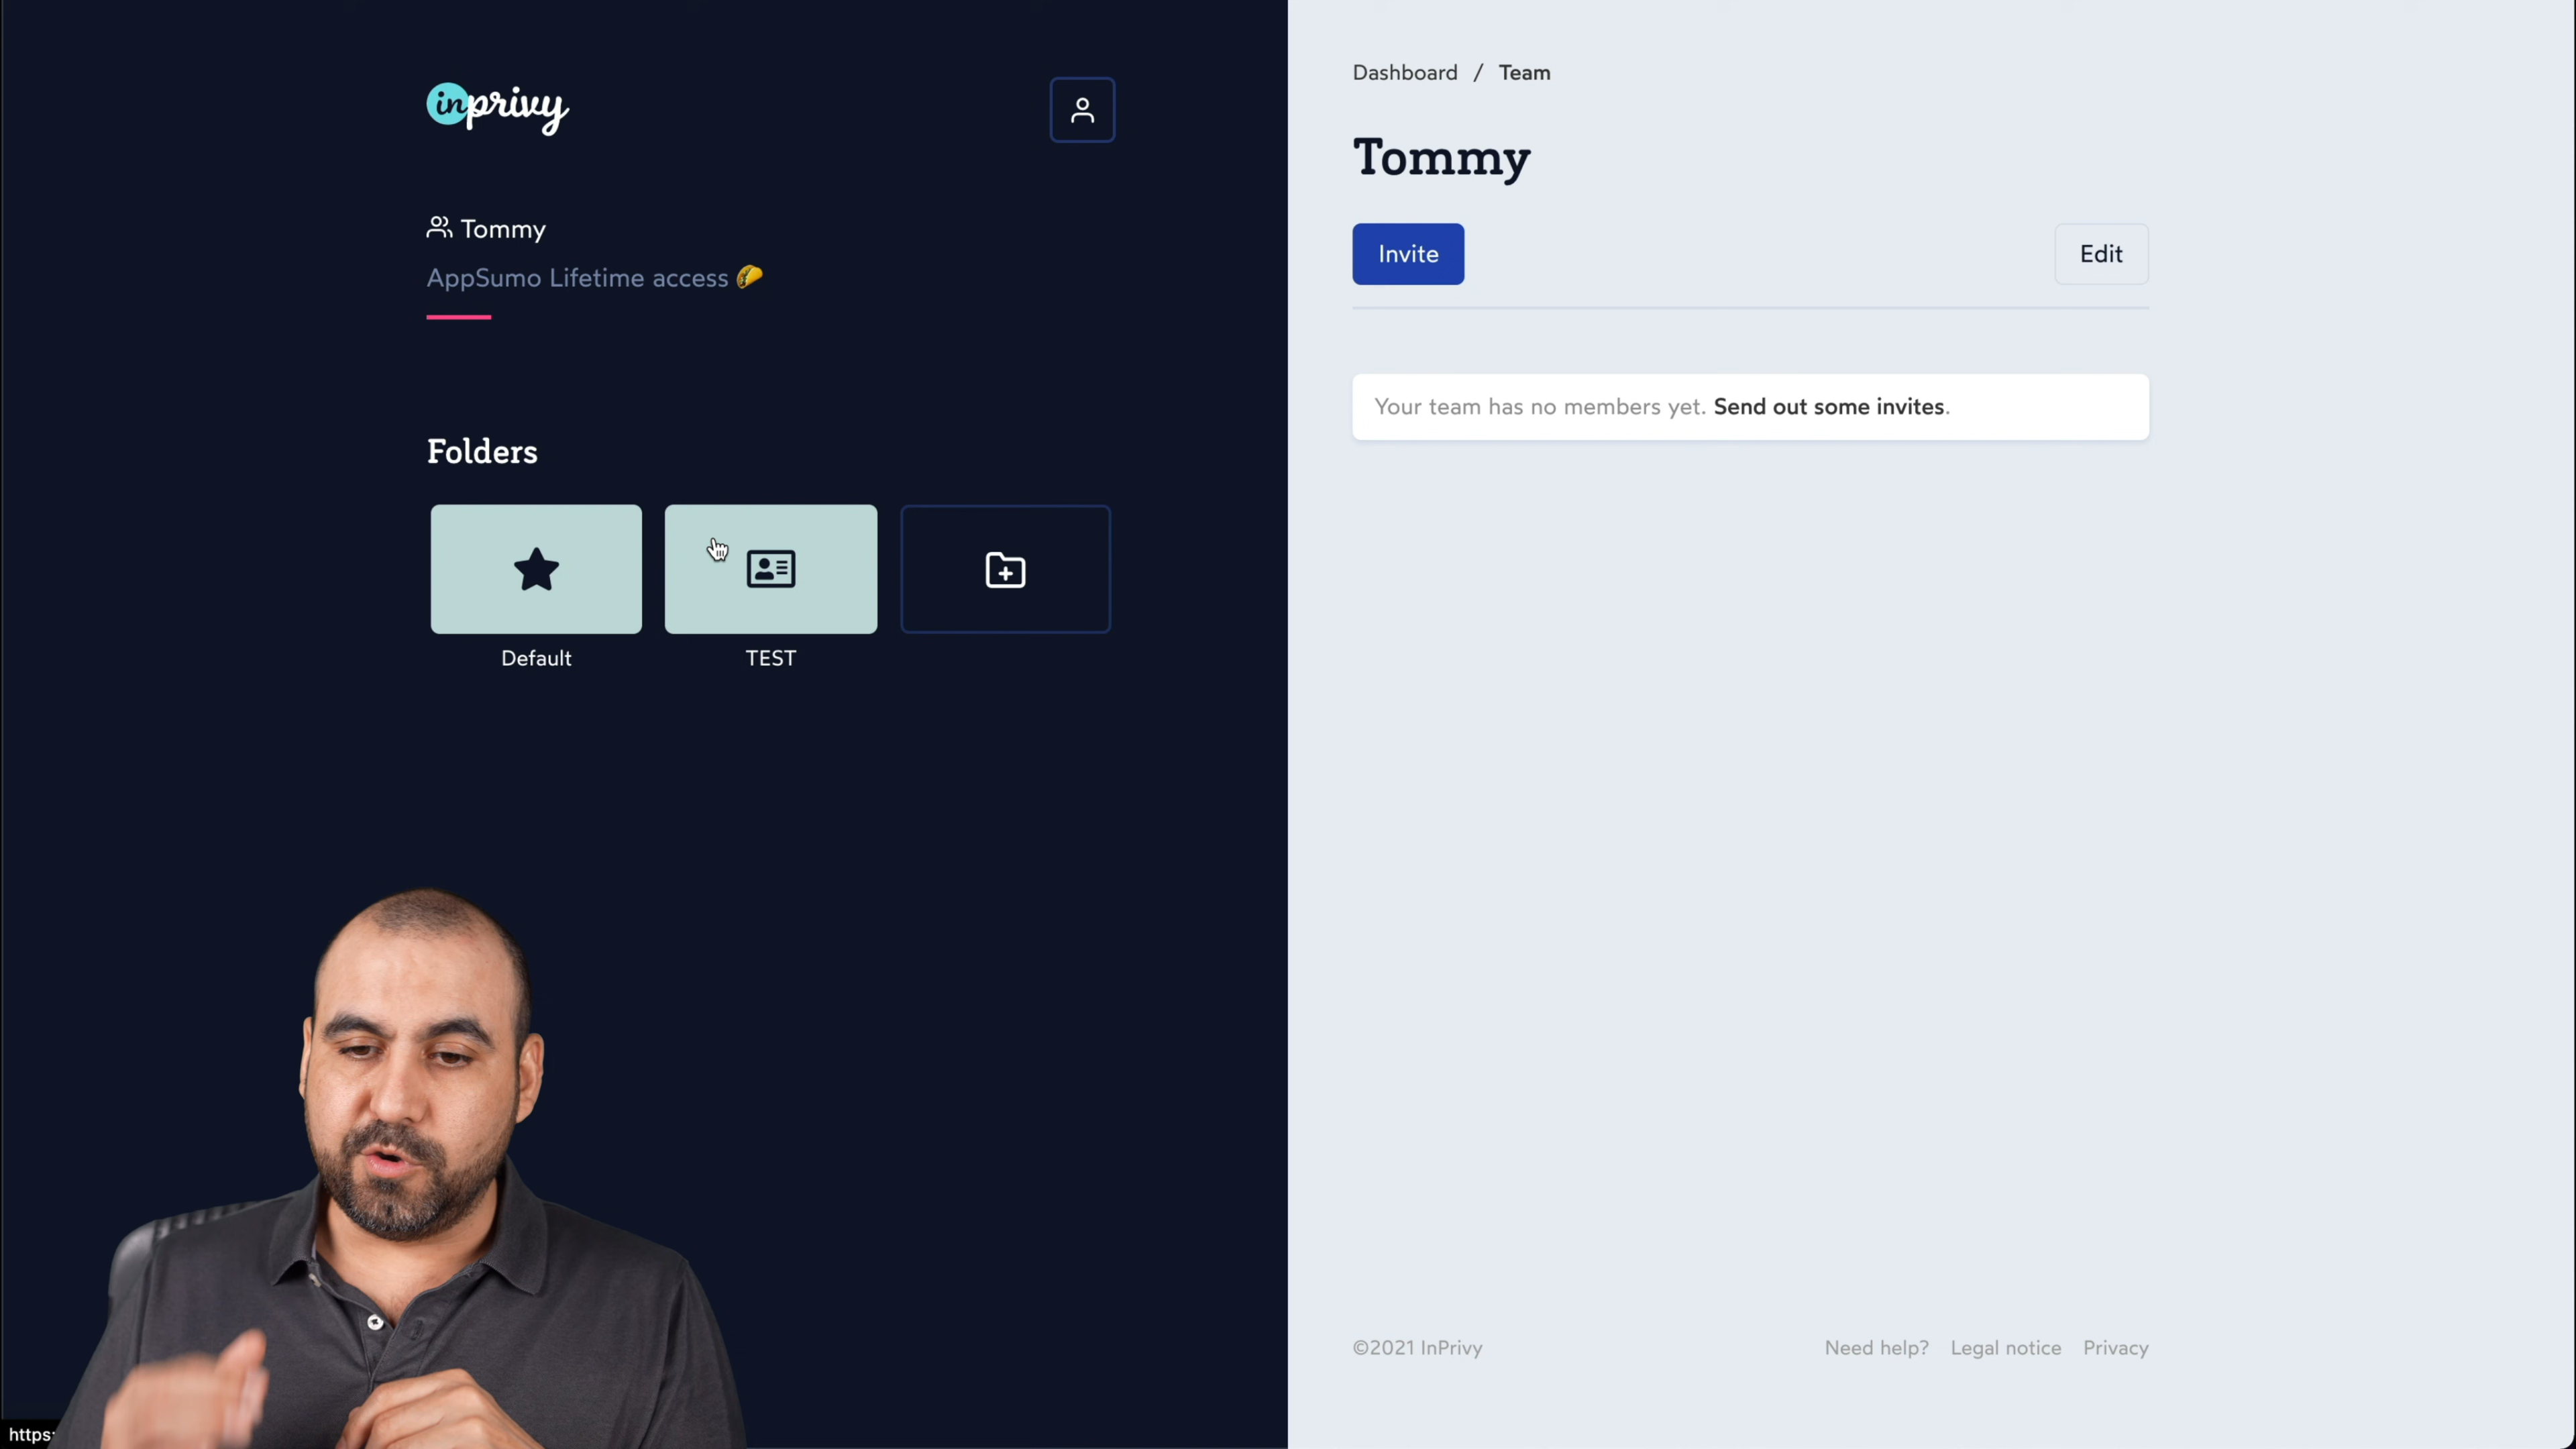 inprivy
Tommy
AppSumo Lifetime access 🌮
Folders
Default
TEST
Dashboard / Team
Tommy
Invite
Edit
Your team has no members yet. Send out some invites.
©2021 InPrivy
Need help? Legal notice Privacy
https: